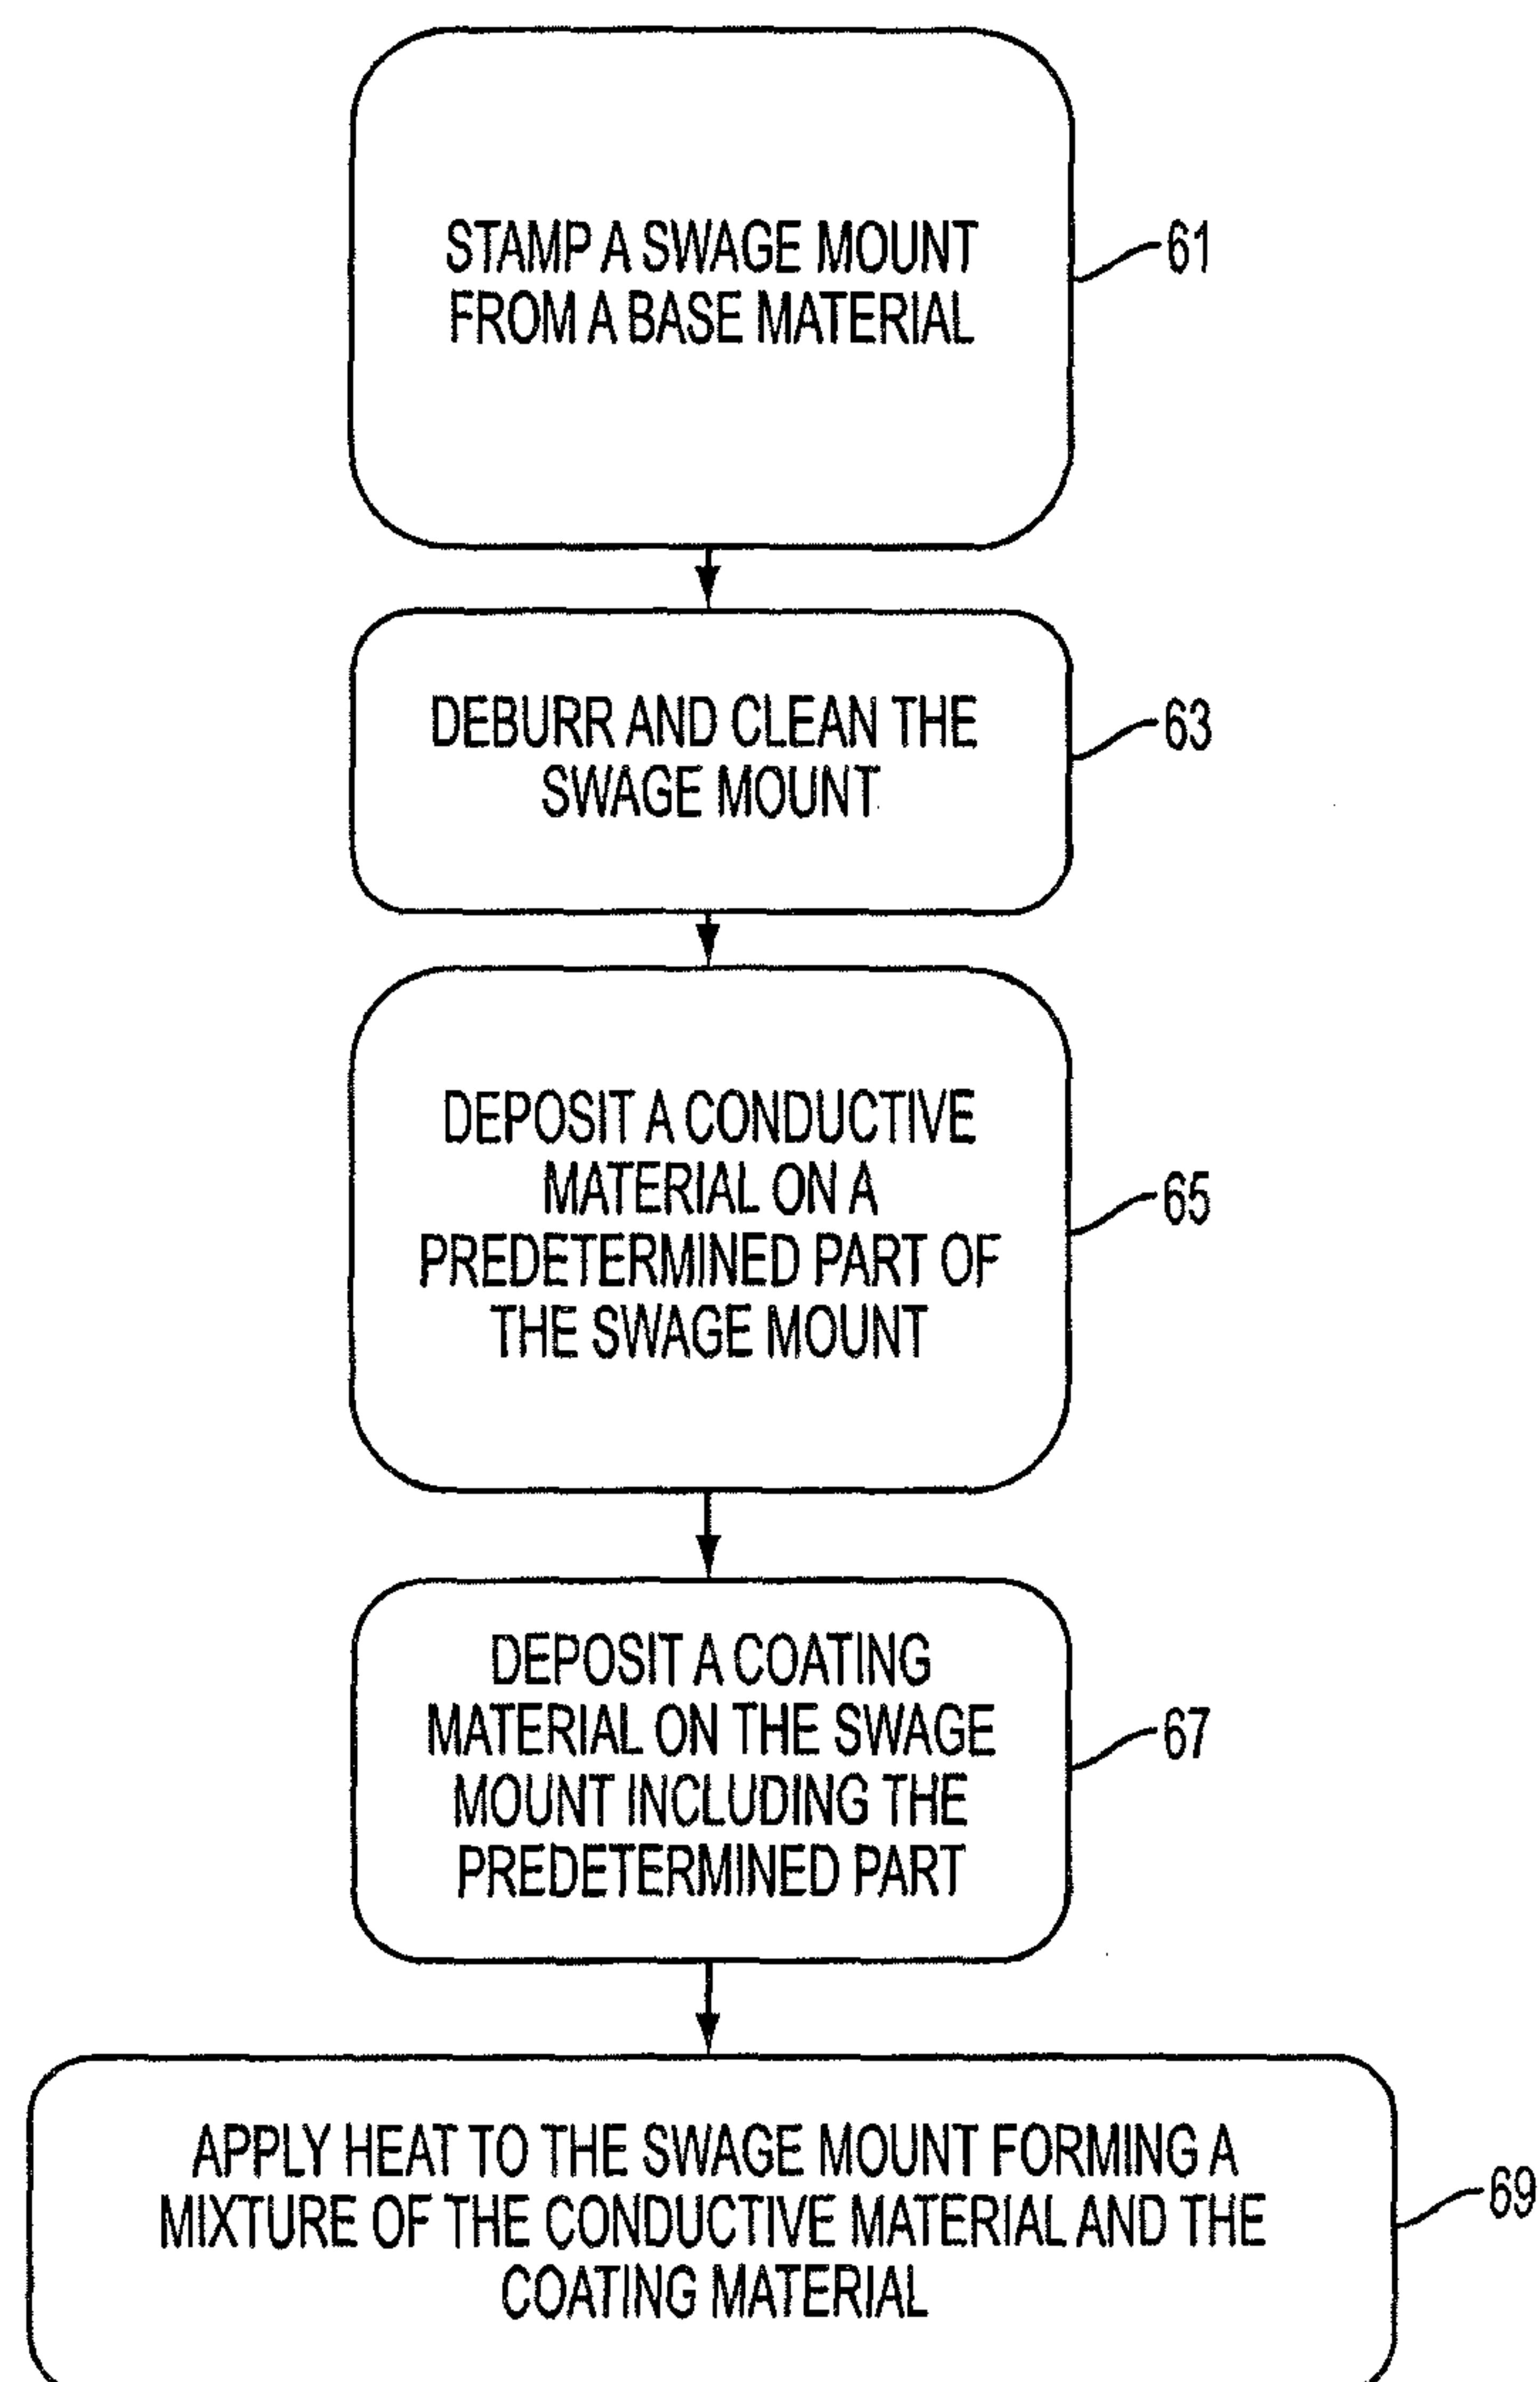 STAMP A SWAGE MOUNT
FROM A BASE MATERIAL
61
DEBURR AND CLEAN THE
SWAGE MOUNT
63
DEPOSIT A CONDUCTIVE
MATERIAL ON A
PREDETERMINED PART OF
THE SWAGE MOUNT
65
DEPOSIT A COATING
MATERIAL ON THE SWAGE
MOUNT INCLUDING THE
PREDETERMINED PART
67
APPLY HEAT TO THE SWAGE MOUNT FORMING A
MIXTURE OF THE CONDUCTIVE MATERIAL AND THE
COATING MATERIAL
69